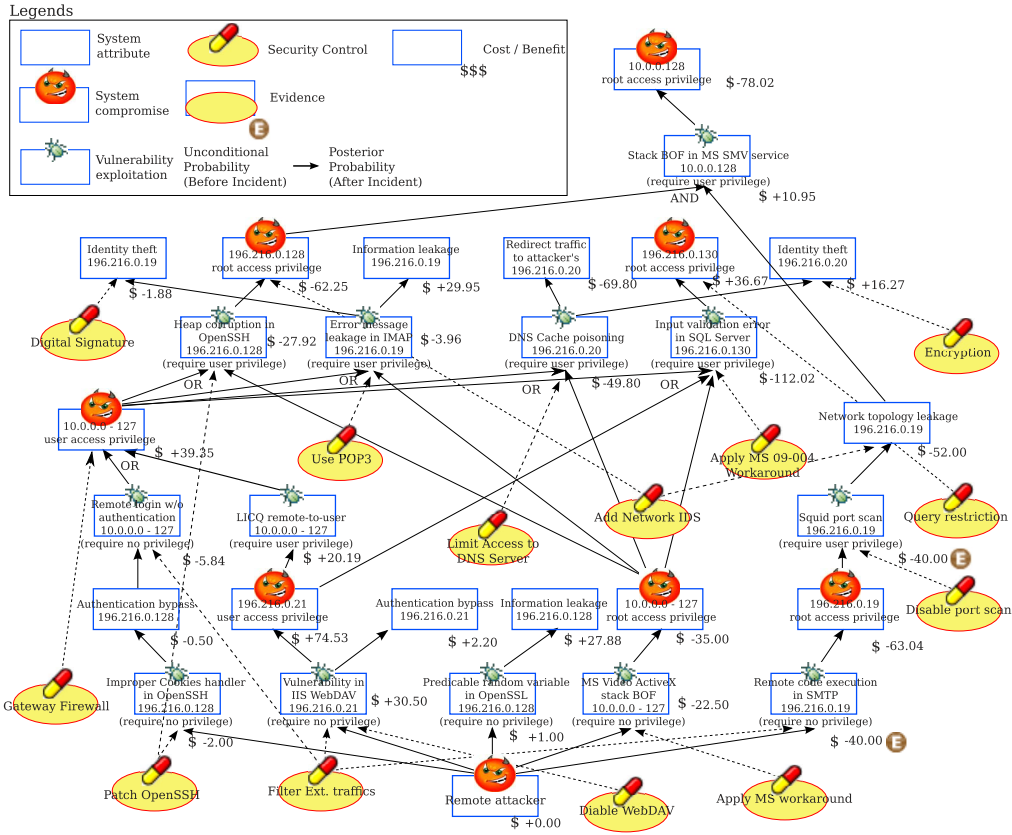 Legends
System
attribute
Security Control
Cost / Benefit
$$$
System
compromise
Evidence
E
Vulnerability
exploitation
Unconditional
Probability
(Before Incident)
Posterior
Probability
(After Incident)
10.0.0.128
root access privilege
$ -78.02
Stack BOF in MS SMV service
10.0.0.128
(require user privilege)
AND
$ +10.95
Identity theft
196.216.0.19
$ -1.88
196.216.0.128
root access privilege
$ -62.25
Information leakage
196.216.0.19
$ +29.95
Redirect traffic
to attacker's
196.216.0.20
$ -69.80
196.216.0.130
root access privilege
$ +36.67
Identity theft
196.216.0.20
$ +16.27
Digital Signature
Heap corruption in
OpenSSH
196.216.0.128
(require user privilege)
$ -27.92
OR
Error message
leakage in IMAP
196.216.0.19
(require user privilege)
$ -3.96
OR
DNS Cache poisoning
196.216.0.20
(require user privilege)
$ -49.80
OR
Input validation error
in SQL Server
196.216.0.130
(require user privilege)
$ -112.02
OR
Encryption
10.0.0.0 - 127
user access privilege
$ +39.35
OR
Use POP3
Apply MS 09-004
Workaround
Network topology leakage
196.216.0.19
$ -52.00
Remote login w/o
authentication
10.0.0.0 - 127
(require no privilege)
$ -5.84
LICQ remote-to-user
10.0.0.0 - 127
(require user privilege)
$ +20.19
Limit Access to
DNS Server
Add Network IDS
Squid port scan
196.216.0.19
(require user privilege)
$ -40.00 E
Query restriction
Authentication bypass
196.216.0.128
$ -0.50
196.216.0.21
user access privilege
$ +74.53
Authentication bypass
196.216.0.21
$ +2.20
Information leakage
196.216.0.128
$ +27.88
10.0.0.0 - 127
root access privilege
$ -35.00
196.216.0.19
root access privilege
$ -63.04
Disable port scan
Gateway Firewall
Improper Cookies handler
in OpenSSH
196.216.0.128
(require no privilege)
$ -2.00
Vulnerability in
IIS WebDAV
196.216.0.21
(require no privilege)
$ +30.50
Predicable random variable
in OpenSSL
196.216.0.128
(require no privilege)
$ +1.00
MS Video ActiveX
stack BOF
10.0.0.0 - 127
(require no privilege)
$ -22.50
Remote code execution
in SMTP
196.216.0.19
(require no privilege)
$ -40.00 E
Patch OpenSSH
Filter Ext. traffics
Remote attacker
$ +0.00
Diable WebDAV
Apply MS workaround